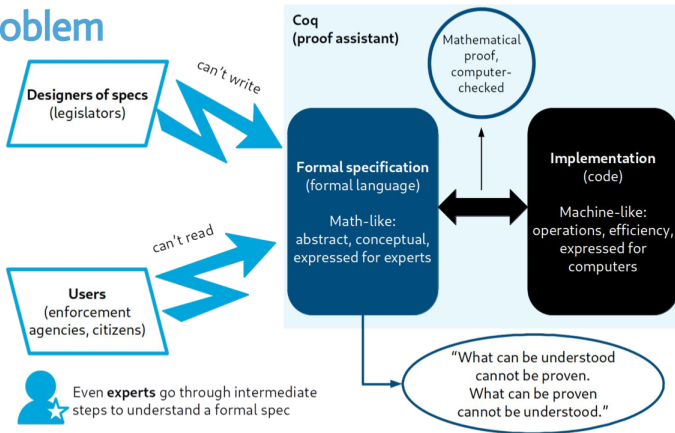 oblem
Coq
(proof assistant)
Mathematical
proof,
computer-
checked
can't write
Designers of specs
(legislators)
Formal specification
(formal language)
Math-like:
abstract, conceptual,
expressed for experts
Implementation
(code)
Machine-like:
operations, efficiency,
expressed for
computers
can't read
Users
(enforcement
agencies, citizens)
"What can be understood
cannot be proven.
What can be proven
cannot be understood."
Even experts go through intermediate
steps to understand a formal spec